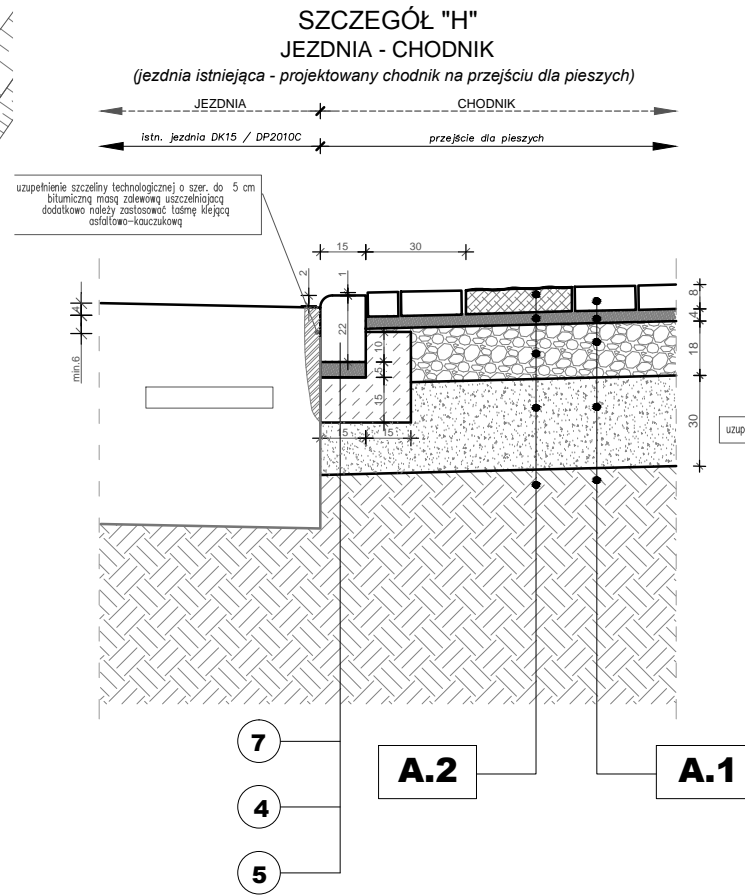 SZCZEGÓŁ "H"
JEZDNIA - CHODNIK
(jezdnia istniejąca - projektowany chodnik na przejściu dla pieszych)
JEZDNIA
CHODNIK
istn. jezdnia DK15 / DP2010C
przejście dla pieszych
uzupełnienie szczeliny technologicznej o szer. do 5 cm
bitumiczną masą zalewową uszczelniającą
dodatkowo należy zastosować taśmę klejącą
asfaltowo-kauczukową
15
30
2
1
22
10
5
15
15
15
4
min.6
8
4
18
30
uzup
7
4
5
A.2
A.1